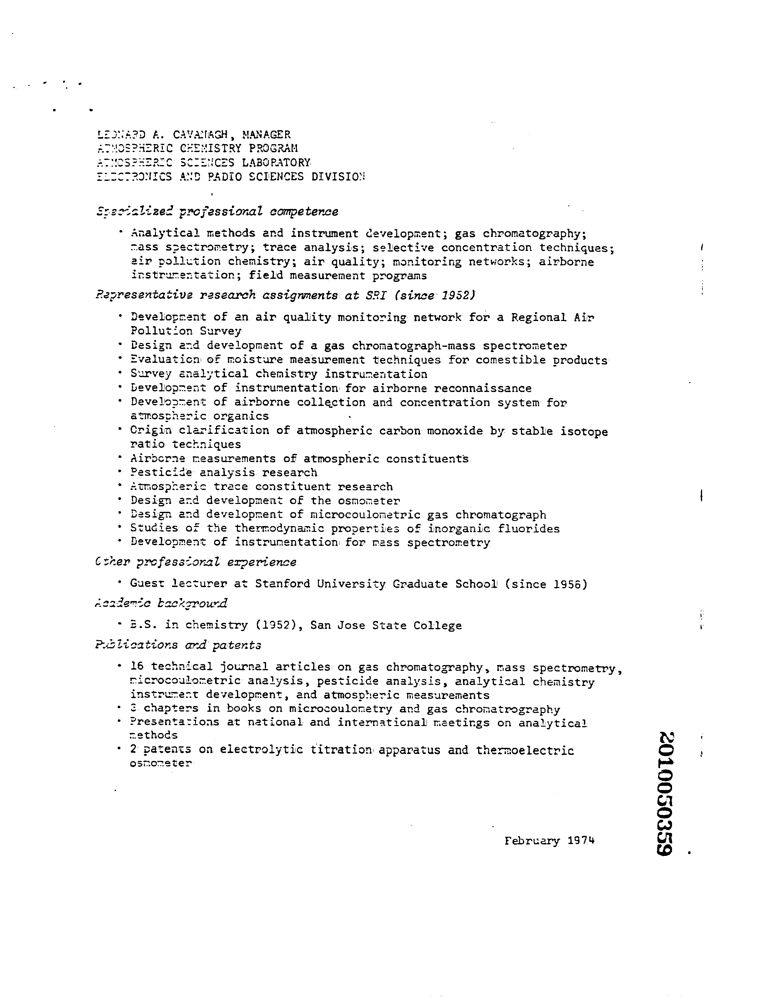 LEONARD A. CAVANAGH, MANAGER
ATMOSPHERIC CHEMISTRY PROGRAM
ATMOSPHERIC SCIENCES LABORATORY
ELECTRONICS AND RADIO SCIENCES DIVISION
Specialized professional competence
• Analytical methods and instrument development; gas chromatography;
mass spectrometry; trace analysis; selective concentration techniques;
air pollution chemistry; air quality; monitoring networks; airborne
instrumentation; field measurement programs
Representative research assignments at SRI (since 1952)
• Development of an air quality monitoring network for a Regional Air
Pollution Survey
• Design and development of a gas chromatograph-mass spectrometer
• Evaluation of moisture measurement techniques for comestible products
• Survey analytical chemistry instrumentation
• Development of instrumentation for airborne reconnaissance
• Development of airborne collection and concentration system for
atmospheric organics
• Origin clarification of atmospheric carbon monoxide by stable isotope
ratio techniques
• Airborne measurements of atmospheric constituents
• Pesticide analysis research
• Atmospheric trace constituent research
• Design and development of the osmometer
• Design and development of microcoulometric gas chromatograph
• Studies of the thermodynamic properties of inorganic fluorides
• Development of instrumentation for mass spectrometry
Other professional experience
• Guest lecturer at Stanford University Graduate School (since 1956)
Academic background
• B.S. in chemistry (1952), San Jose State College
Publications and patents
• 16 technical journal articles on gas chromatography, mass spectrometry,
microcoulometric analysis, pesticide analysis, analytical chemistry
instrument development, and atmospheric measurements
• 3 chapters in books on microcoulometry and gas chromatrography
• Presentations at national and international meetings on analytical
methods
• 2 patents on electrolytic titration apparatus and thermoelectric
osmometer
February 1974
2010050359